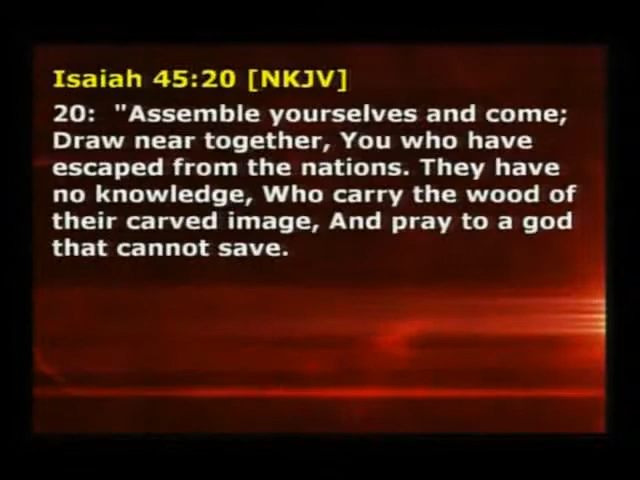 Isaiah 45:20 [NKJV]
20:  "Assemble yourselves and come;
Draw near together, You who have
escaped from the nations. They have
no knowledge, Who carry the wood of
their carved image, And pray to a god
that cannot save.